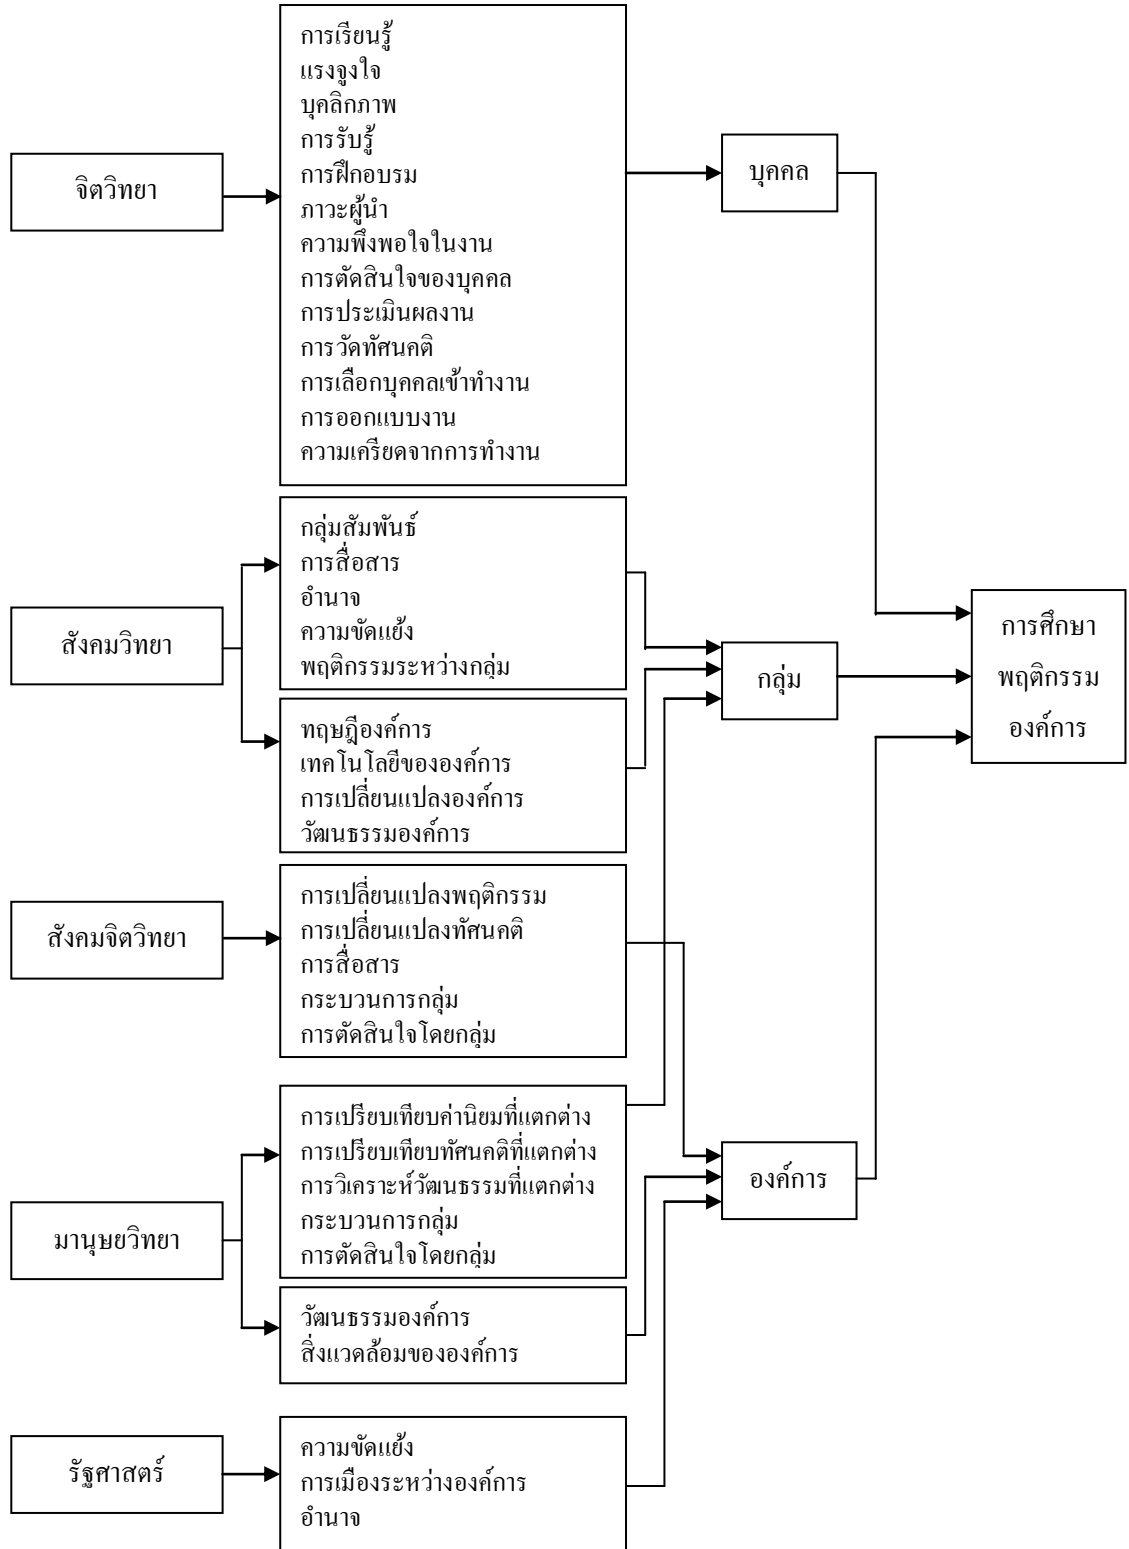 จิตวิทยา
การเรียนรู้
แรงจูงใจ
บุคลิกภาพ
การรับรู้
การฝึกอบรม
ภาวะผู้นำ
ความพึงพอใจในงาน
การตัดสินใจของบุคคล
การประเมินผลงาน
การวัดทัศนคติ
การเลือกบุคคลเข้าทำงาน
การออกแบบงาน
ความเครียดจากการทำงาน
บุคคล
สังคมวิทยา
กลุ่มสัมพันธ์
การสื่อสาร
อำนาจ
ความขัดแย้ง
พฤติกรรมระหว่างกลุ่ม
ทฤษฎีองค์การ
เทคโนโลยีขององค์การ
การเปลี่ยนแปลงองค์การ
วัฒนธรรมองค์การ
กลุ่ม
การศึกษา
พฤติกรรม
องค์การ
สังคมจิตวิทยา
การเปลี่ยนแปลงพฤติกรรม
การเปลี่ยนแปลงทัศนคติ
การสื่อสาร
กระบวนการกลุ่ม
การตัดสินใจโดยกลุ่ม
มานุษยวิทยา
การเปรียบเทียบค่านิยมที่แตกต่าง
การเปรียบเทียบทัศนคติที่แตกต่าง
การวิเคราะห์วัฒนธรรมที่แตกต่าง
กระบวนการกลุ่ม
การตัดสินใจโดยกลุ่ม
วัฒนธรรมองค์การ
สิ่งแวดล้อมขององค์การ
องค์การ
รัฐศาสตร์
ความขัดแย้ง
การเมืองระหว่างองค์การ
อำนาจ